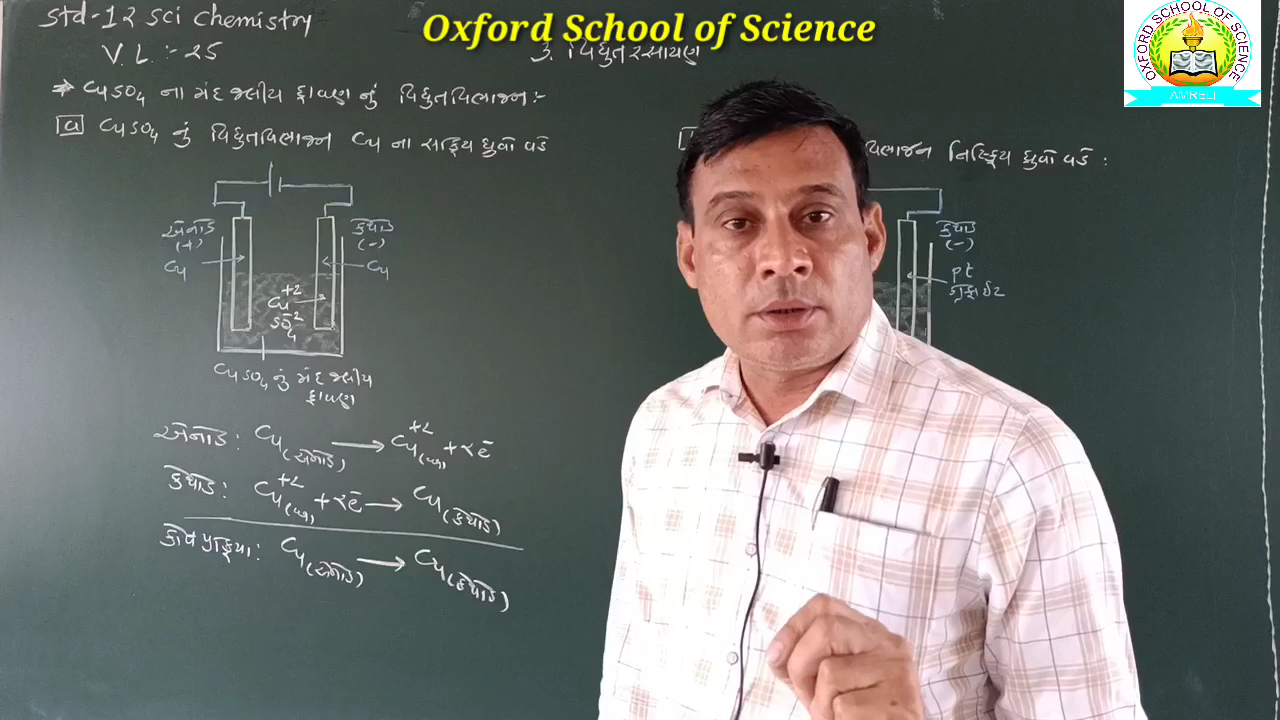 Oxford School of Science
OXFORD SCHOOL OF SCIENCE
AMRELI
Std-12 Sci Chemistry
V.L. :- 25
3. વિદ્યુતરસાયણ
⇒ CuSO₄ ના મંદ જલીય દ્રાવણ નું વિદ્યુતવિભાજન:-
CuSO₄ નું વિદ્યુતવિભાજન Cu ના સક્રિય ધ્રુવો વડે
એનોડ
(+)
Cu
કેથોડ
(-)
Cu
Cu⁺²
SO₄⁻²
CuSO₄ નું મંદ જલીય
દ્રાવણ
એનોડ: Cu(એનોડ) → Cu⁺²(aq) + 2e⁻
કેથોડ: Cu⁺²(aq) + 2e⁻ → Cu(કેથોડ)
કોષ પ્રક્રિયા: Cu(એનોડ) → Cu(કેથોડ)
વિભાજન નિષ્ક્રિય ધ્રુવો વડે:
કેથોડ
(-)
pt
ગ્રેફાઈટ